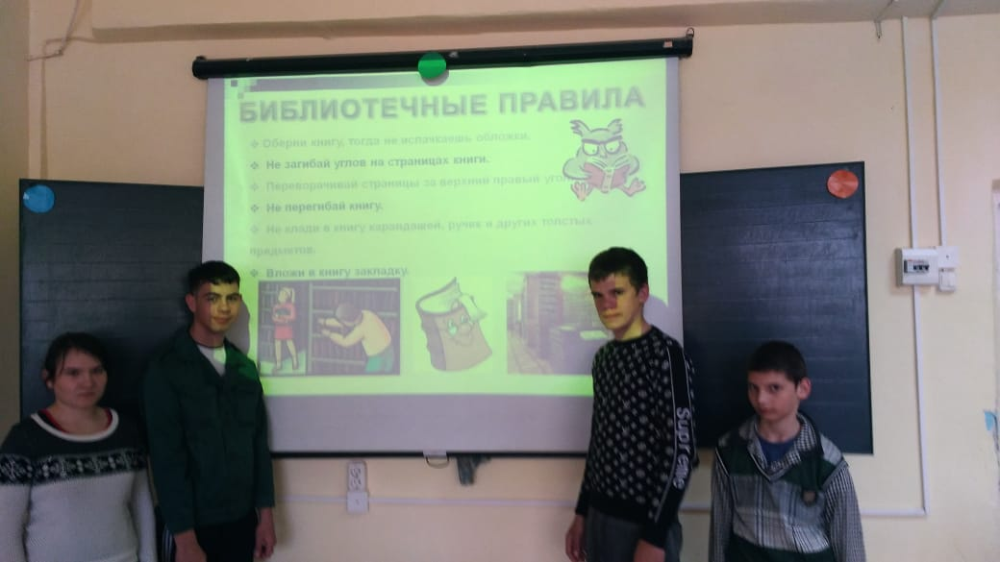 БИБЛИОТЕЧНЫЕ ПРАВИЛА
❖ Оберни книгу, тогда не испачкаешь обложки.
❖ Не загибай углов на страницах книги.
❖ Переворачивай страницы за верхний правый
❖ Не перегибай книгу.
❖ Не клади в книгу карандашей, ручек и других толстых
предметов.
❖ Вложи в книгу закладку.
Supreme